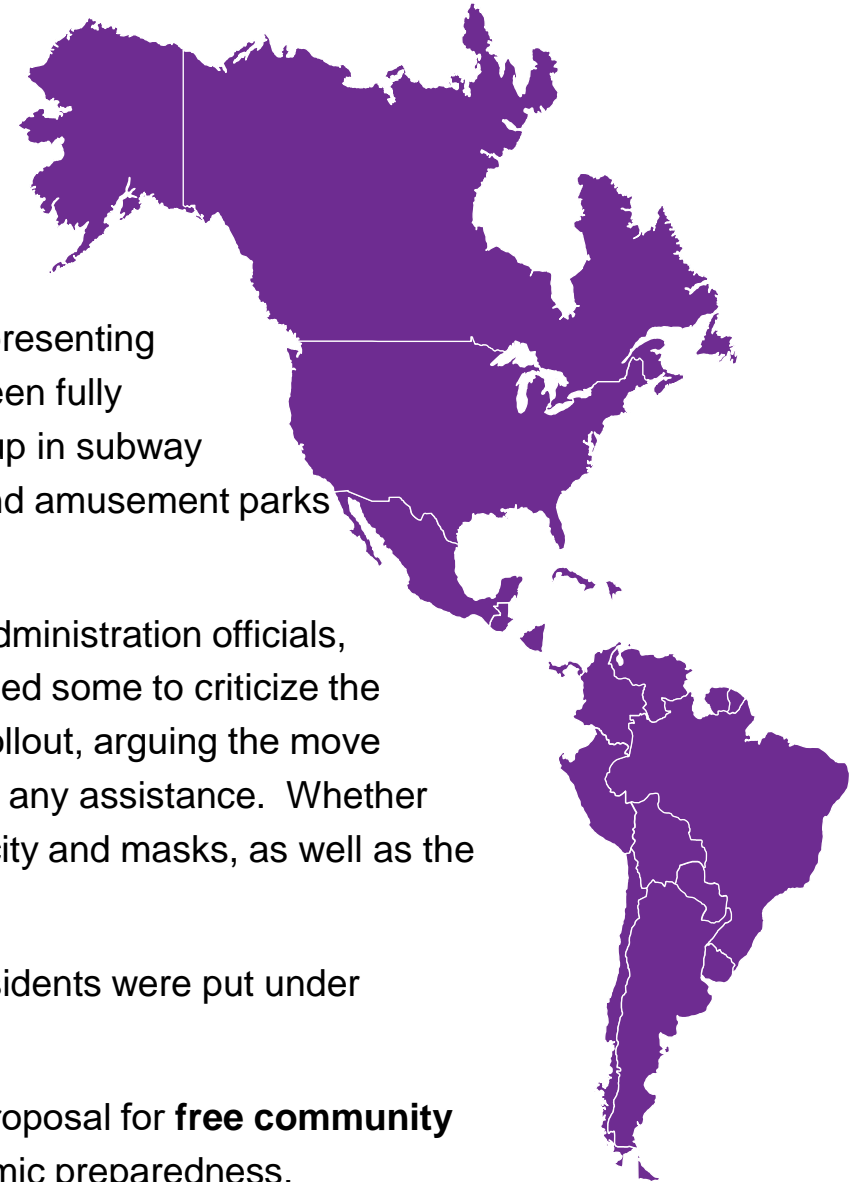 resenting
een fully
up in subway
nd amusement parks
dministration officials,
ed some to criticize the
ollout, arguing the move
any assistance.  Whether
city and masks, as well as the
sidents were put under
roposal for free community
mic preparedness.